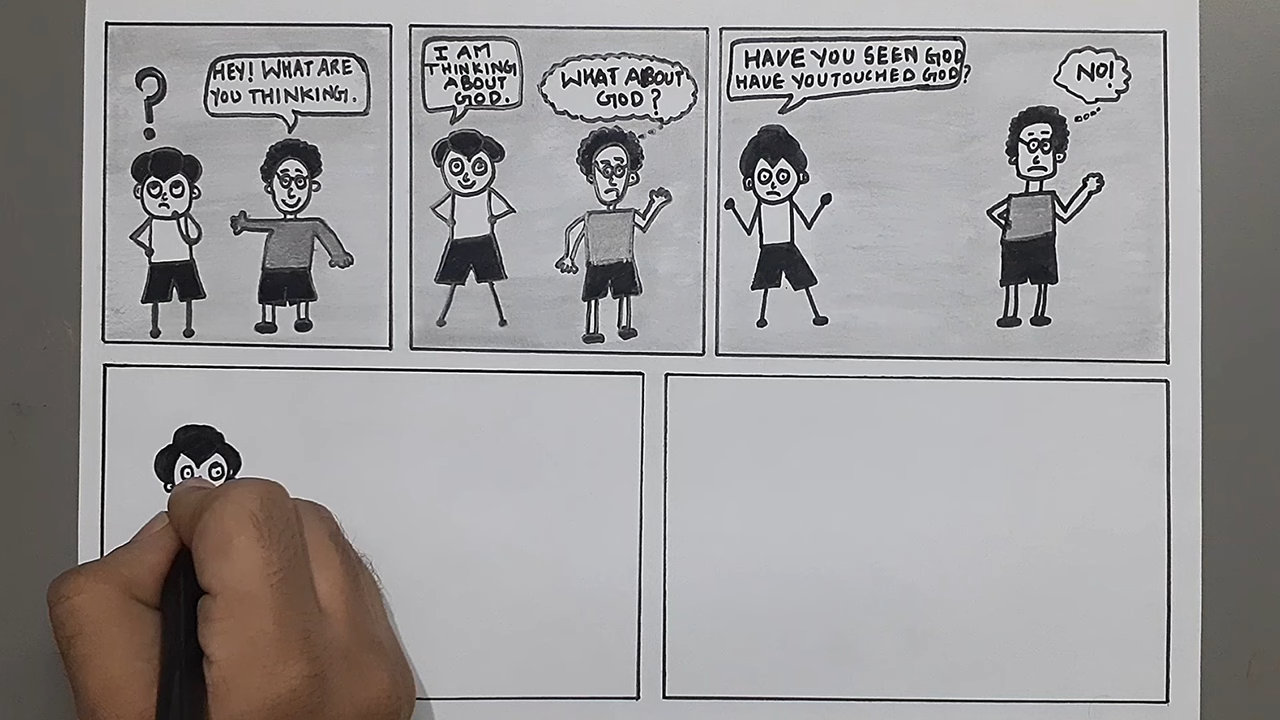 ?
HEY! WHAT ARE
YOU THINKING.
I AM
THINKING
ABOUT
GOD.
WHAT ABOUT
GOD?
HAVE YOU SEEN GOD
HAVE YOU TOUCHED GOD?
NO!